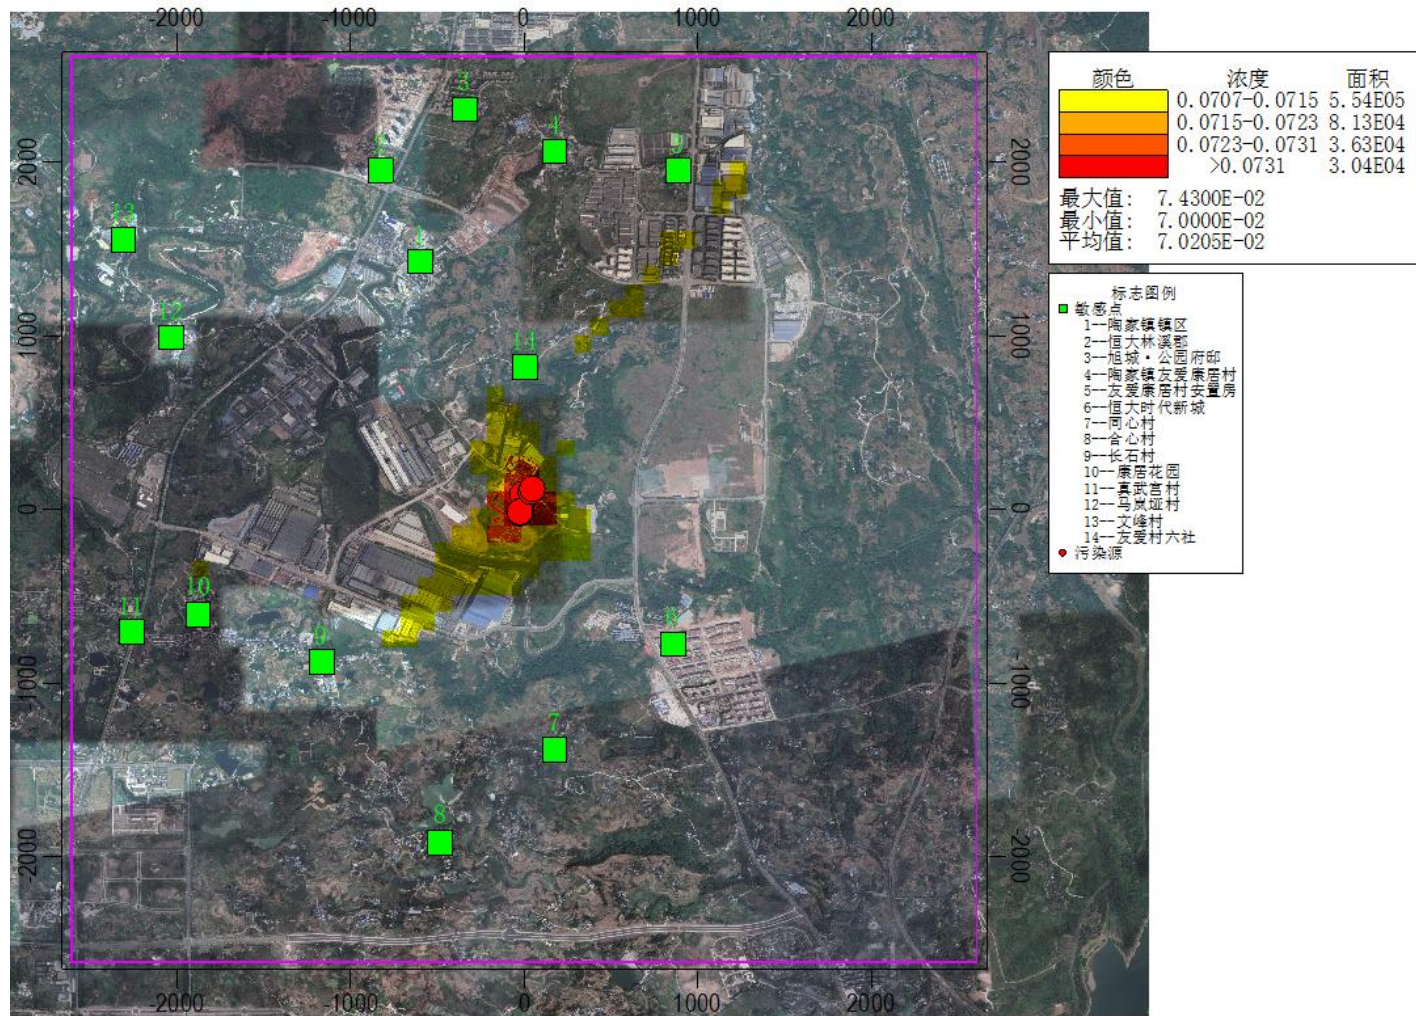 -2000 -1000 0 1000 2000
颜色 浓度 面积
0.0707-0.0715 5.54E05
0.0715-0.0723 8.13E04
0.0723-0.0731 3.63E04
>0.0731 3.04E04
最大值: 7.4300E-02
最小值: 7.0000E-02
平均值: 7.0205E-02
标志图例
敏感点
1--陶家镇镇区
2--恒大林溪郡
3--旭城·公园府邸
4--陶家镇友爱康居村
5--友爱康居村安置房
6--恒大时代新城
7--同心村
8--合心村
9--长石村
10--康居花园
11--真武宫村
12--马岚垭村
13--文峰村
14--友爱村六社
污染源
3
4
2
13
1
12
14
10
11
9
7
8
2000
1000
0
-1000
-2000
2000
1000
0
-1000
-2000
-2000 -1000 0 1000 2000